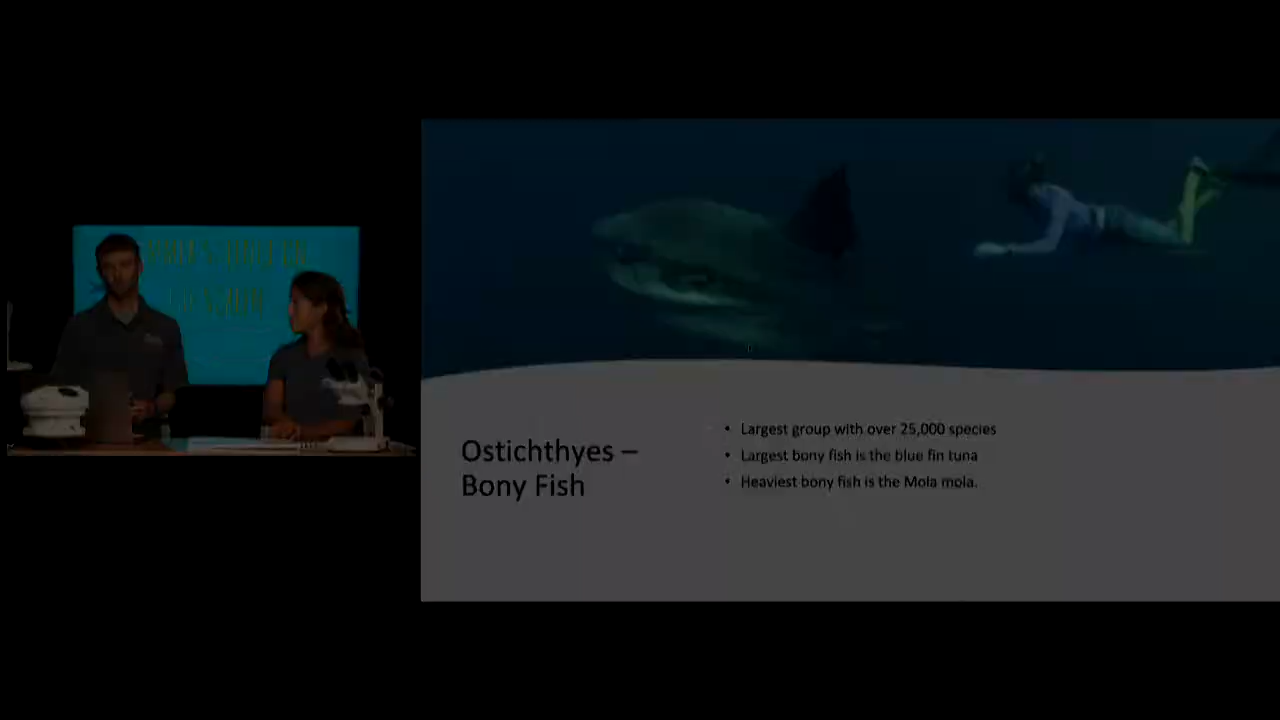 Ostichthyes –
Bony Fish
• Largest group with over 25,000 species
• Largest bony fish is the blue fin tuna
• Heaviest bony fish is the Mola mola.